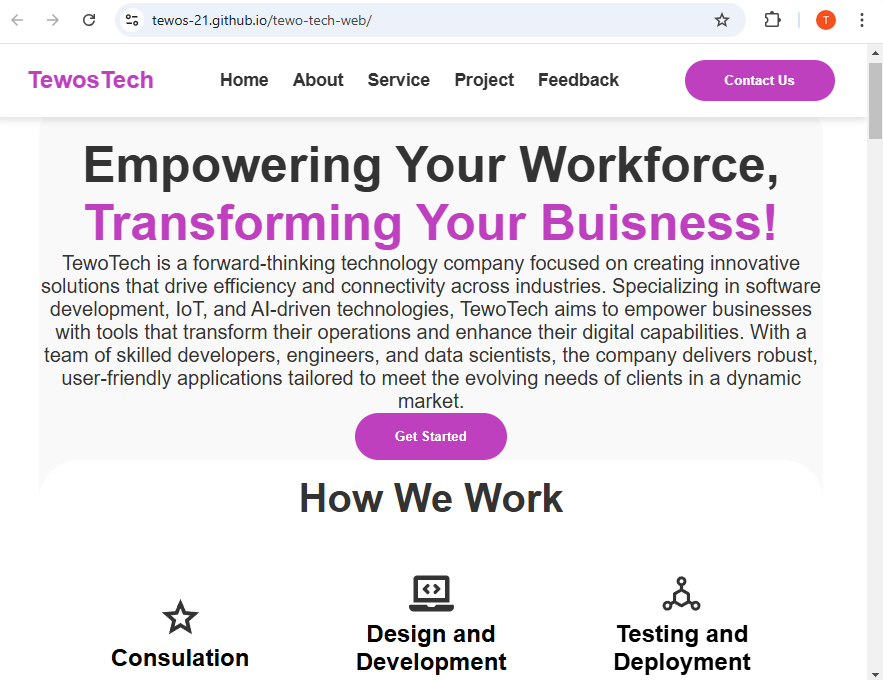 tewos-21.github.io/tewo-tech-web/
T
TewosTech
Home About Service Project Feedback
Contact Us
Empowering Your Workforce,
Transforming Your Buisness!
TewoTech is a forward-thinking technology company focused on creating innovative
solutions that drive efficiency and connectivity across industries. Specializing in software
development, IoT, and AI-driven technologies, TewoTech aims to empower businesses
with tools that transform their operations and enhance their digital capabilities. With a
team of skilled developers, engineers, and data scientists, the company delivers robust,
user-friendly applications tailored to meet the evolving needs of clients in a dynamic
market.
Get Started
How We Work
Consulation
Design and
Development
Testing and
Deployment